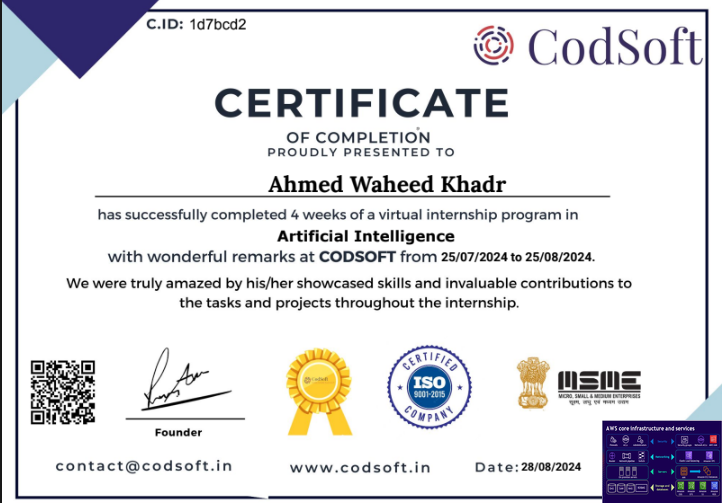 C.ID: 1d7bcd2
CodSoft
CERTIFICATE
OF COMPLETION
PROUDLY PRESENTED TO
Ahmed Waheed Khadr
has successfully completed 4 weeks of a virtual internship program in
Artificial Intelligence
with wonderful remarks at CODSOFT from 25/07/2024 to 25/08/2024.
We were truly amazed by his/her showcased skills and invaluable contributions to
the tasks and projects throughout the internship.
CodSoft
CERTIFIED
ISO
9001-2015
COMPANY
MSME
MICRO, SMALL & MEDIUM ENTERPRISES
सूक्ष्म, लघु एवं मध्यम उद्यम
Founder
contact@codsoft.in
www.codsoft.in
Date: 28/08/2024
AWS core infrastructure and services